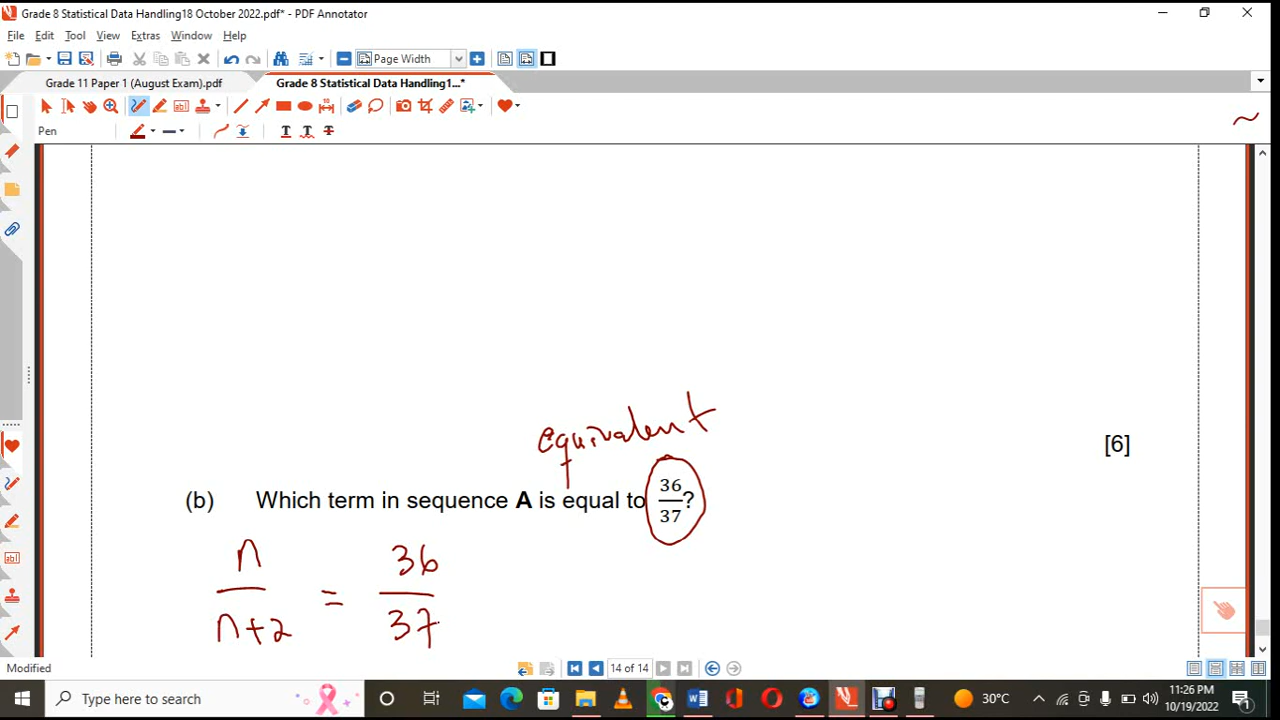 Grade 8 Statistical Data Handling18 October 2022.pdf* - PDF Annotator
File Edit Tool View Extras Window Help
Page Width
Grade 11 Paper 1 (August Exam).pdf Grade 8 Statistical Data Handling1...*
Pen
equivalent
[6]
(b) Which term in sequence A is equal to 36/37?
n/n+2 = 36/37
Modified 14 of 14
Type here to search 30°C 11:26 PM
10/19/2022 1